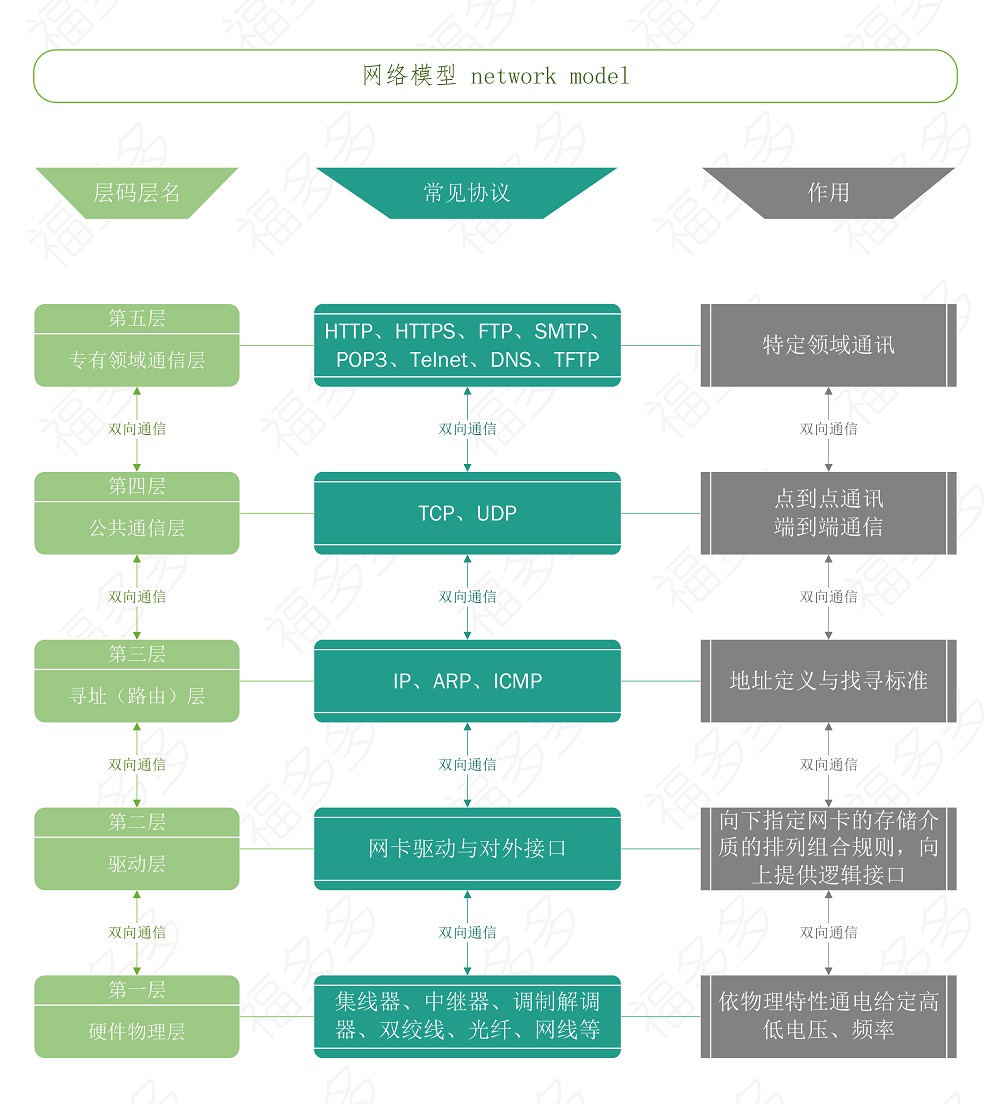 网络模型 network model
层码层名
常见协议
作用
第五层
专有领域通信层
HTTP、HTTPS、FTP、SMTP、
POP3、Telnet、DNS、TFTP
特定领域通讯
双向通信
双向通信
双向通信
第四层
公共通信层
TCP、UDP
点到点通讯
端到端通信
双向通信
双向通信
双向通信
第三层
寻址（路由）层
IP、ARP、ICMP
地址定义与找寻标准
双向通信
双向通信
双向通信
第二层
驱动层
网卡驱动与对外接口
向下指定网卡的存储介
质的排列组合规则，向
上提供逻辑接口
双向通信
双向通信
双向通信
第一层
硬件物理层
集线器、中继器、调制解调
器、双绞线、光纤、网线等
依物理特性通电给定高
低电压、频率
福多多